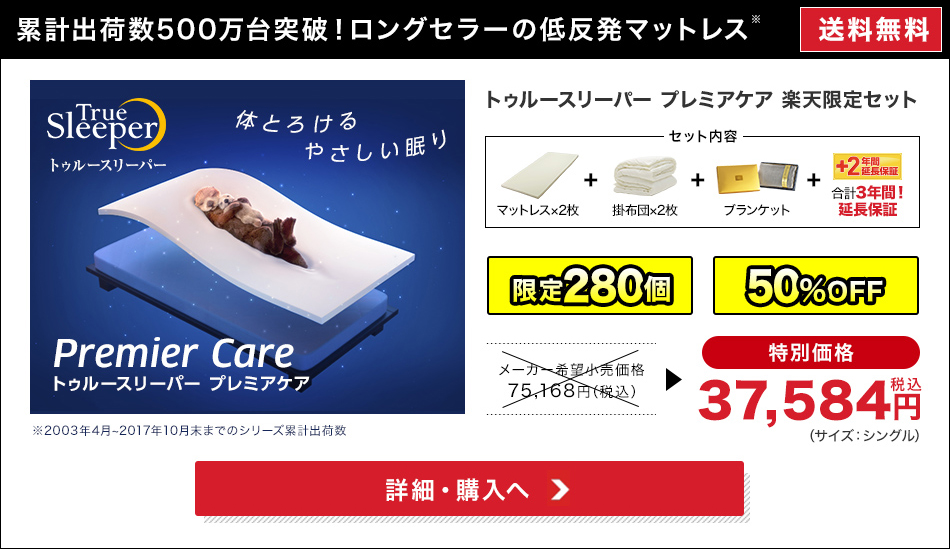 累計出荷数500万台突破！ロングセラーの低反発マットレス※
送料無料
True
Sleeper
トゥルースリーパー
体とろける
やさしい眠り
Premier Care
トゥルースリーパー プレミアケア
※2003年4月~2017年10月末までのシリーズ累計出荷数
トゥルースリーパー プレミアケア 楽天限定セット
セット内容
マットレス×2枚
+
掛布団×2枚
+
ブランケット
+
+2年間
延長保証
合計3年間！
延長保証
限定280個
50%OFF
メーカー希望小売価格
75,168円(税込)
特別価格
37,584円税込
(サイズ：シングル)
詳細・購入へ